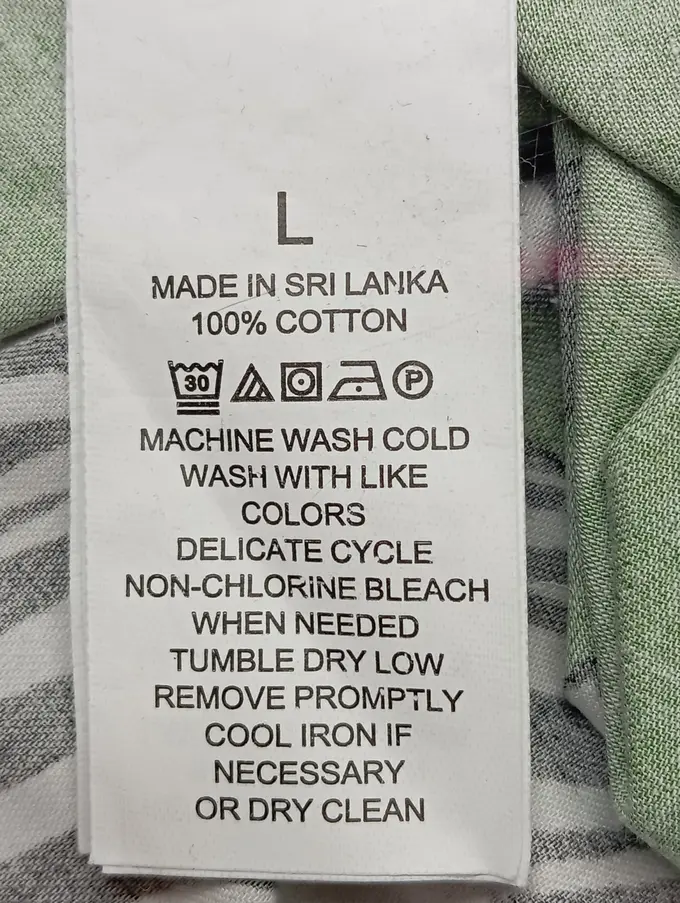 L
MADE IN SRI LANKA
100% COTTON
30 P
MACHINE WASH COLD
WASH WITH LIKE
COLORS
DELICATE CYCLE
NON-CHLORINE BLEACH
WHEN NEEDED
TUMBLE DRY LOW
REMOVE PROMPTLY
COOL IRON IF
NECESSARY
OR DRY CLEAN